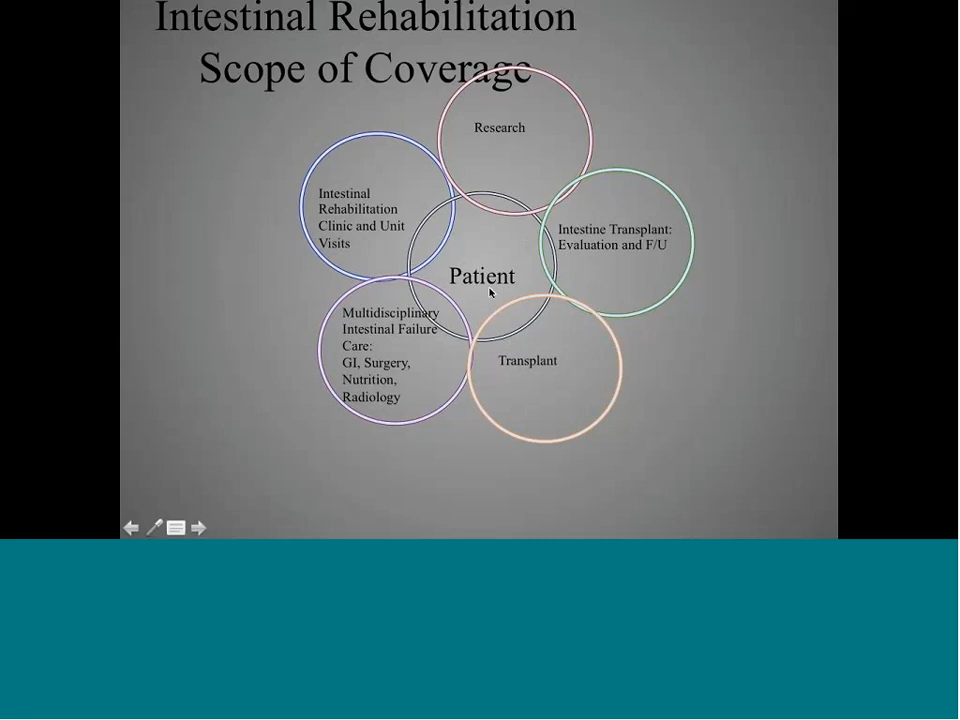 Intestinal Rehabilitation
Scope of Coverage
Research
Intestinal
Rehabilitation
Clinic and Unit
Visits
Intestine Transplant:
Evaluation and F/U
Patient
Multidisciplinary
Intestinal Failure
Care:
GI, Surgery,
Nutrition,
Radiology
Transplant